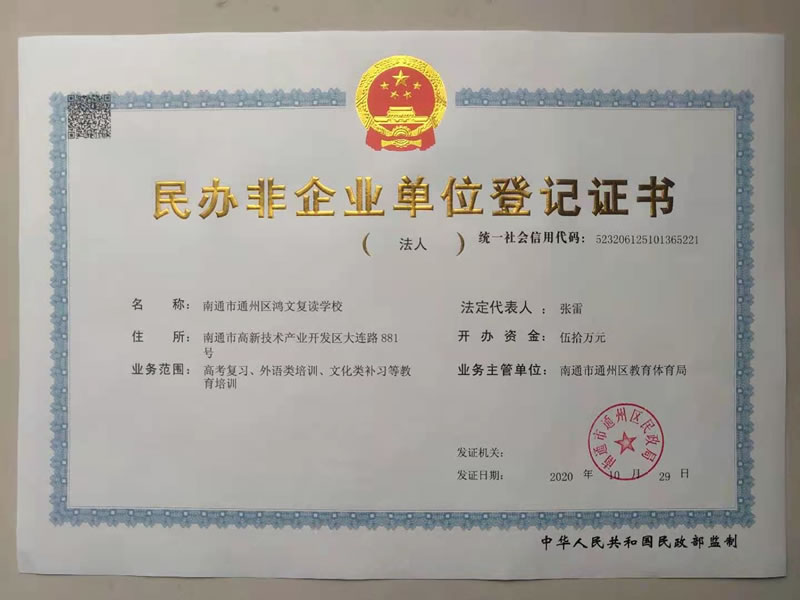 民办非企业单位登记证书
（ 法人 ） 统一社会信用代码：523206125101365221
名 称：南通市通州区鸿文复读学校
法定代表人：张雷
住 所：南通市高新技术产业开发区大连路881
号
开办资金：伍拾万元
业务范围：高考复习、外语类培训、文化类补习等教
育培训
业务主管单位：南通市通州区教育体育局
南通市通州区民政局
发证机关：
发证日期： 2020 年 10 月 29 日
中华人民共和国民政部监制